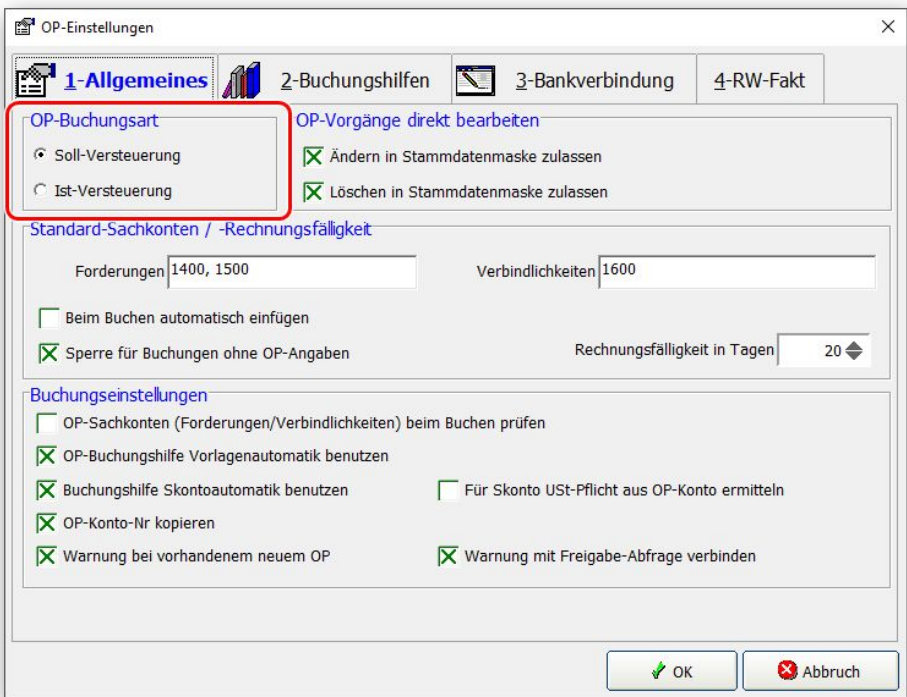 OP-Einstellungen
1-Allgemeines 2-Buchungshilfen 3-Bankverbindung 4-RW-Fakt
OP-Buchungsart
Soll-Versteuerung
Ist-Versteuerung
OP-Vorgänge direkt bearbeiten
Ändern in Stammdatenmaske zulassen
Löschen in Stammdatenmaske zulassen
Standard-Sachkonten / -Rechnungsfälligkeit
Forderungen 1400, 1500 Verbindlichkeiten 1600
Beim Buchen automatisch einfügen
Sperre für Buchungen ohne OP-Angaben Rechnungsfälligkeit in Tagen 20
Buchungseinstellungen
OP-Sachkonten (Forderungen/Verbindlichkeiten) beim Buchen prüfen
OP-Buchungshilfe Vorlagenautomatik benutzen
Buchungshilfe Skontoautomatik benutzen Für Skonto USt-Pflicht aus OP-Konto ermitteln
OP-Konto-Nr kopieren
Warnung bei vorhandenem neuem OP Warnung mit Freigabe-Abfrage verbinden
OK Abbruch